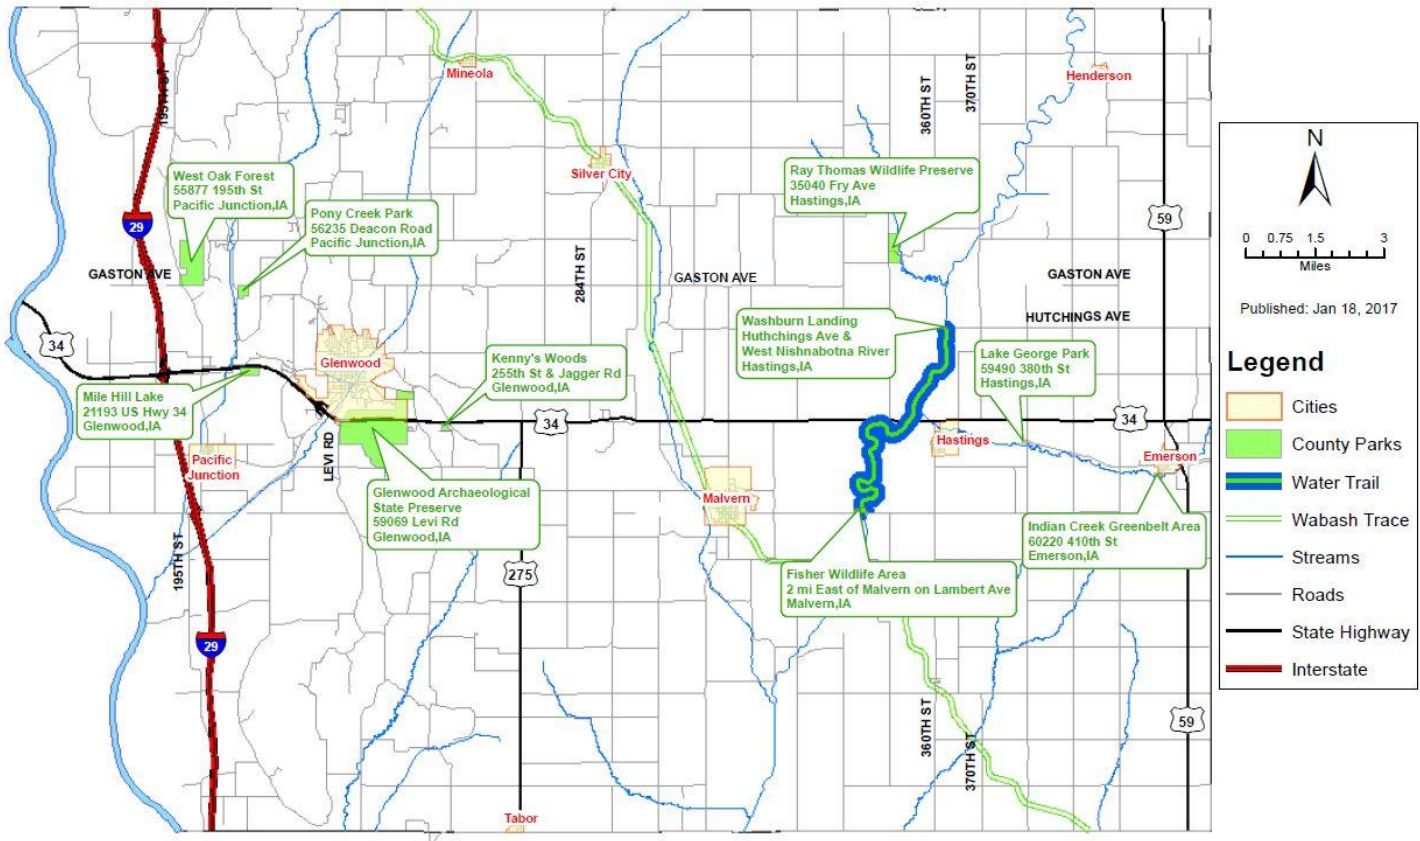 195TH ST
Mineola
360TH ST
370TH ST
Henderson
Silver City
West Oak Forest
55877 195th St
Pacific Junction,IA
Pony Creek Park
56235 Deacon Road
Pacific Junction,IA
Ray Thomas Wildlife Preserve
35040 Fry Ave
Hastings,IA
59
29
GASTON AVE
284TH ST
GASTON AVE
GASTON AVE
HUTCHINGS AVE
34
Glenwood
Kenny's Woods
255th St & Jagger Rd
Glenwood,IA
Washburn Landing
Huthchings Ave &
West Nishnabotna River
Hastings,IA
Lake George Park
59490 380th St
Hastings,IA
Mile Hill Lake
21193 US Hwy 34
Glenwood,IA
34
34
Hastings
Emerson
Pacific
Junction
LEVI RD
Malvern
Glenwood Archaeological
State Preserve
59069 Levi Rd
Glenwood,IA
Indian Creek Greenbelt Area
60220 410th St
Emerson,IA
195TH ST
275
Fisher Wildlife Area
2 mi East of Malvern on Lambert Ave
Malvern,IA
29
360TH ST
370TH ST
59
Tabor
N
0 0.75 1.5 3
Miles
Published: Jan 18, 2017
Legend
Cities
County Parks
Water Trail
Wabash Trace
Streams
Roads
State Highway
Interstate